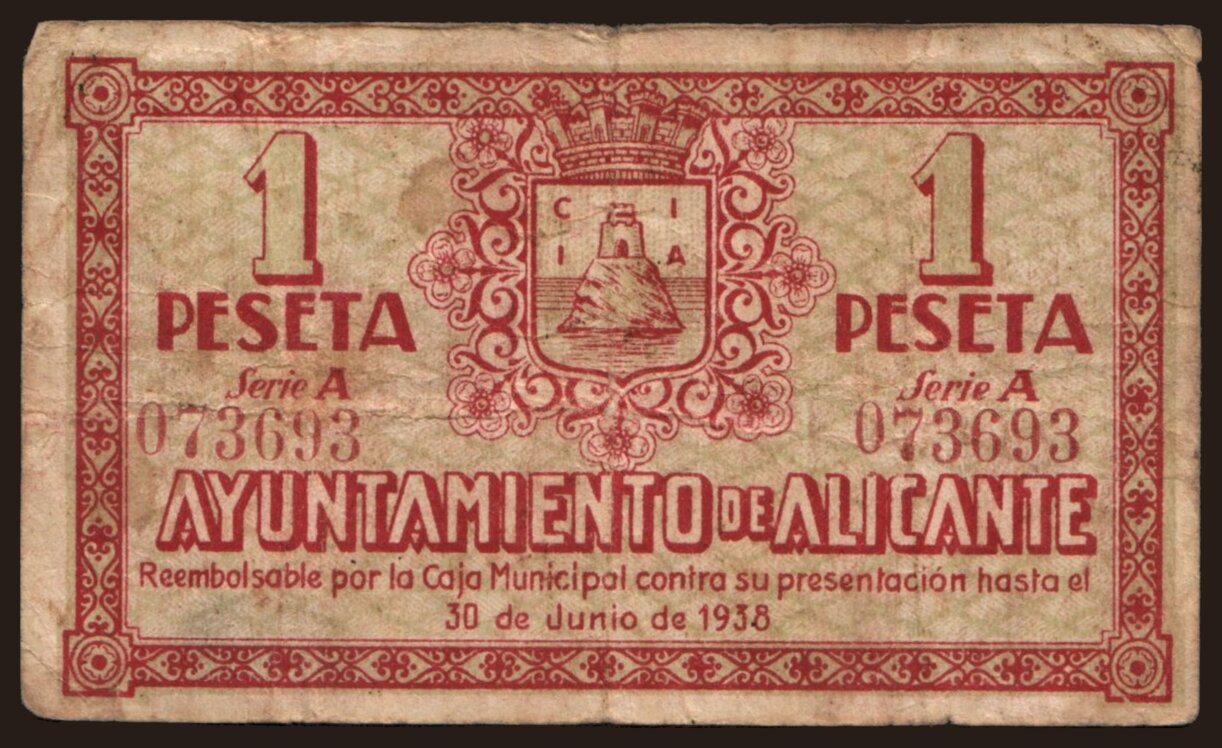 1
PESETA
Serie A
073693
C I
I A
1
PESETA
Serie A
073693
AYUNTAMIENTO DE ALICANTE
Reembolsable por la Caja Municipal contra su presentación hasta el
30 de Junio de 1938